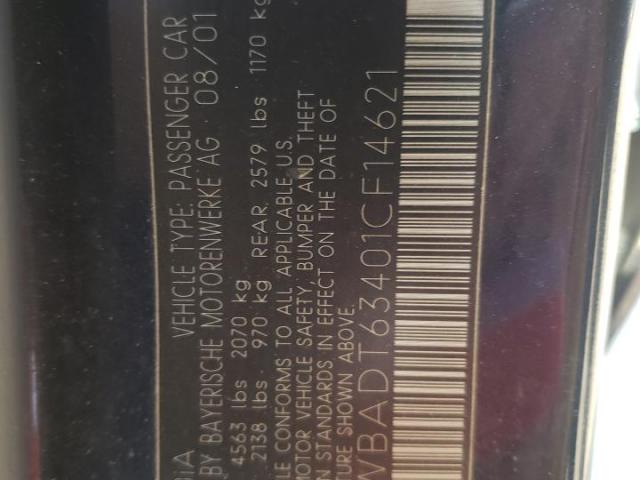 3iA VEHICLE TYPE: PASSENGER CAR
BY BAYERISCHE MOTORENWERKE AG 08/01
4563 lbs 2070 kg
2138 lbs. 970 kg REAR. 2579 lbs 1170 kg
LE CONFORMS TO ALL APPLICABLE U.S.
MOTOR VEHICLE SAFETY, BUMPER AND THEFT
N STANDARDS IN EFFECT ON THE DATE OF
TURE SHOWN ABOVE.
WBADT63401CF14621